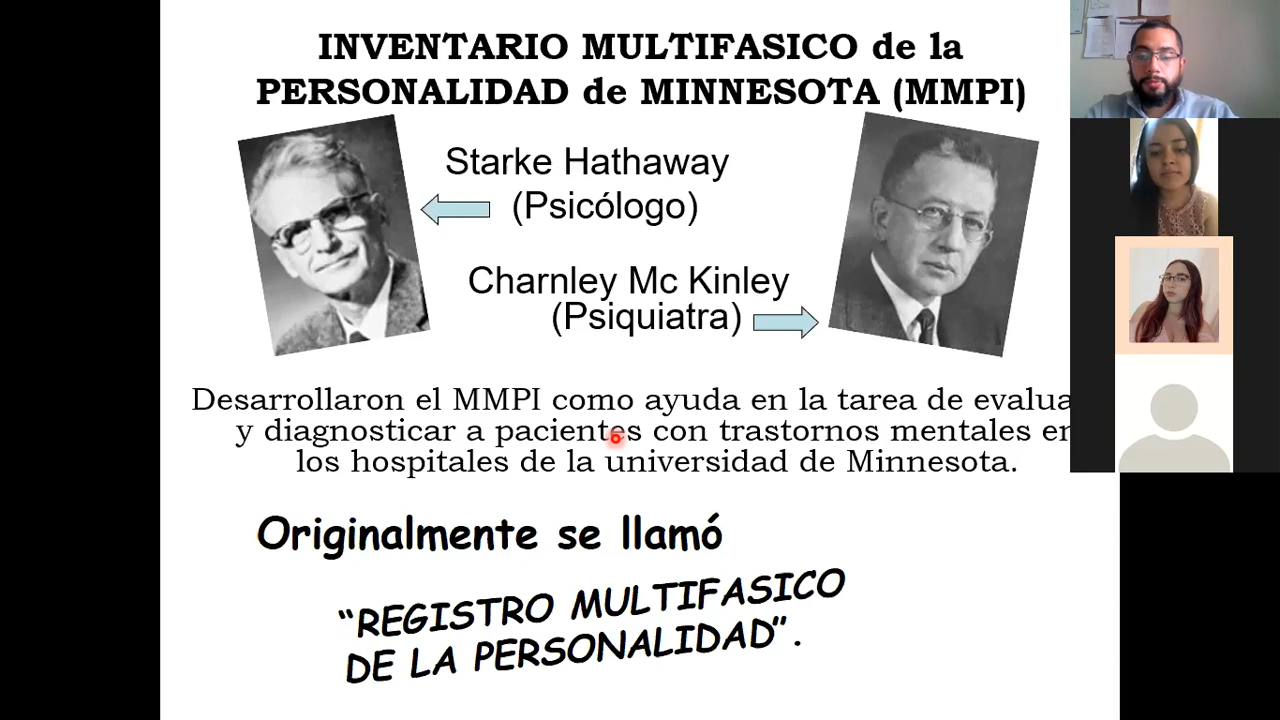 INVENTARIO MULTIFASICO de la
PERSONALIDAD de MINNESOTA (MMPI)
Starke Hathaway
(Psicólogo)
Charnley Mc Kinley
(Psiquiatra)
Desarrollaron el MMPI como ayuda en la tarea de evalua
y diagnosticar a pacientes con trastornos mentales en
los hospitales de la universidad de Minnesota.
Originalmente se llamó
“REGISTRO MULTIFASICO
DE LA PERSONALIDAD”.